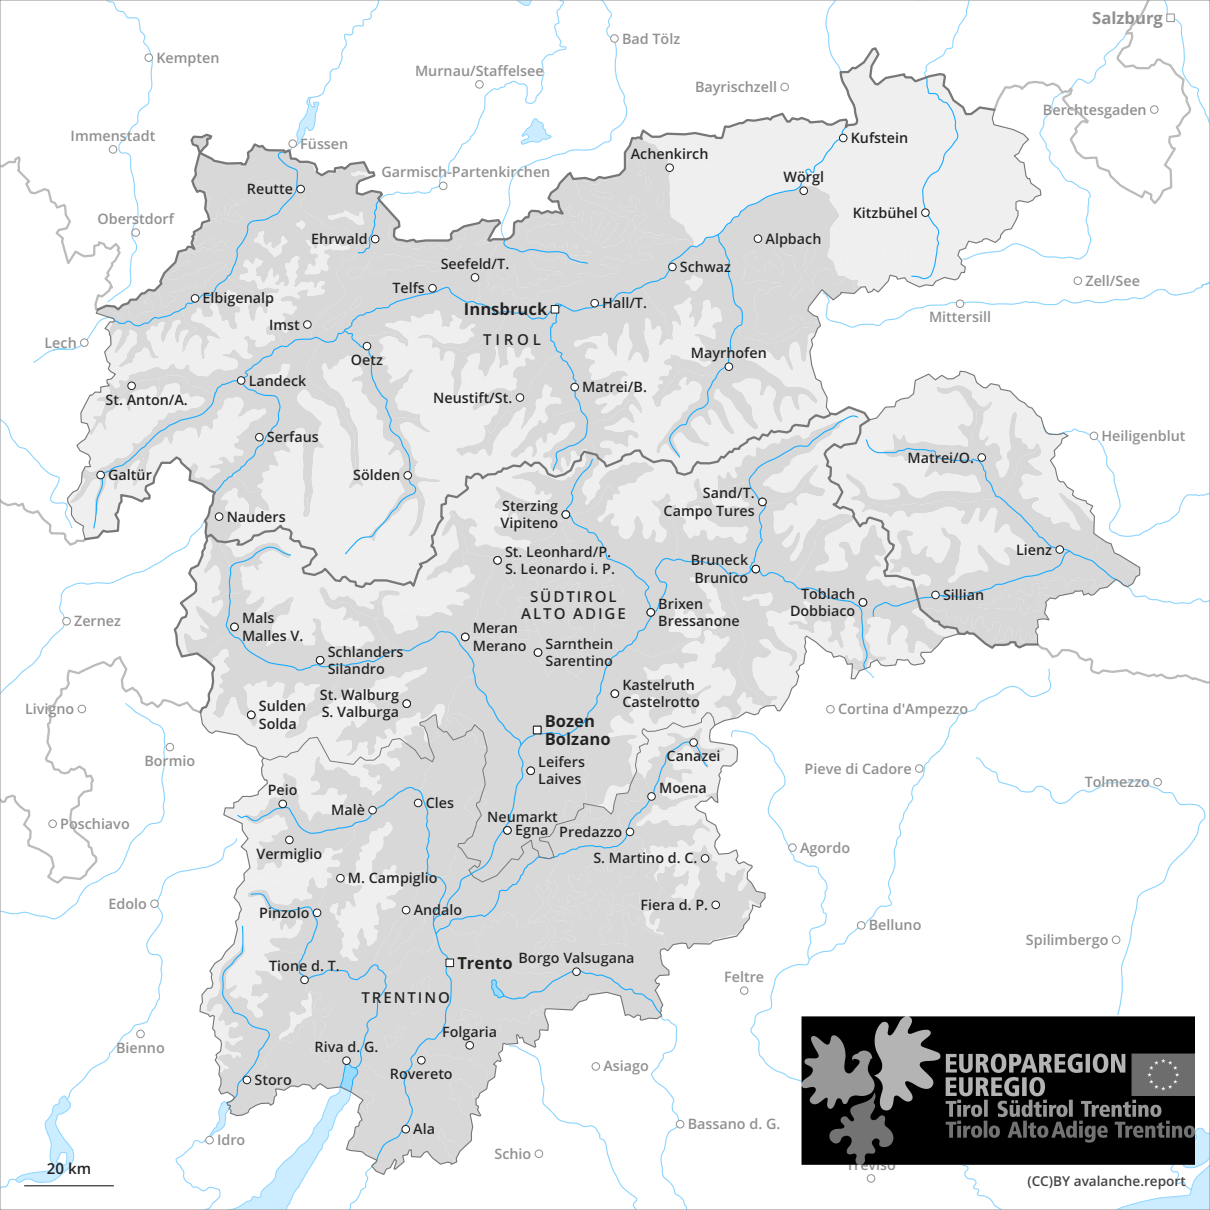 Salzburg
Bad Tölz
Kempten
Murnau/Staffelsee
Bayrischzell
Berchtesgaden
Immenstadt
Füssen
Kufstein
Achenkirch
Garmisch-Partenkirchen
Wörgl
Reutte
Oberstdorf
Kitzbühel
Ehrwald
Alpbach
Seefeld/T.
Schwaz
Zell/See
Telfs
Elbigenalp
Hall/T.
Innsbruck
Mittersill
Imst
TIROL
Lech
Oetz
Mayrhofen
Landeck
Matrei/B.
St. Anton/A.
Neustift/St.
Serfaus
Heiligenblut
Matrei/O.
Galtür
Sölden
Sand/T.
Campo Tures
Sterzing
Vipiteno
Nauders
St. Leonhard/P.
S. Leonardo i. P.
Lienz
Bruneck
Brunico
SÜDTIROL
ALTO ADIGE
Toblach
Dobbiaco
Sillian
Brixen
Bressanone
Zernez
Mals
Malles V.
Meran
Merano
Sarnthein
Sarentino
Schlanders
Silandro
Kastelruth
Castelrotto
St. Walburg
S. Valburga
Sulden
Solda
Livigno
Cortina d'Ampezzo
Bozen
Bolzano
Bormio
Canazei
Leifers
Laives
Pieve di Cadore
Tolmezzo
Peio
Moena
Malè
Cles
Neumarkt
Egna
Predazzo
Poschiavo
Vermiglio
Agordo
S. Martino d. C.
M. Campiglio
Edolo
Pinzolo
Andalo
Fiera d. P.
Belluno
Spilimbergo
Trento
Borgo Valsugana
Tione d. T.
Feltre
TRENTINO
Folgaria
Bienno
Riva d. G.
Rovereto
Asiago
Storo
EUROPAREGION
EUREGIO
Tirol Südtirol Trentino
Tirolo Alto Adige Trentino
Ala
Bassano d. G.
Idro
Schio
Treviso
20 km
(CC)BY avalanche.report